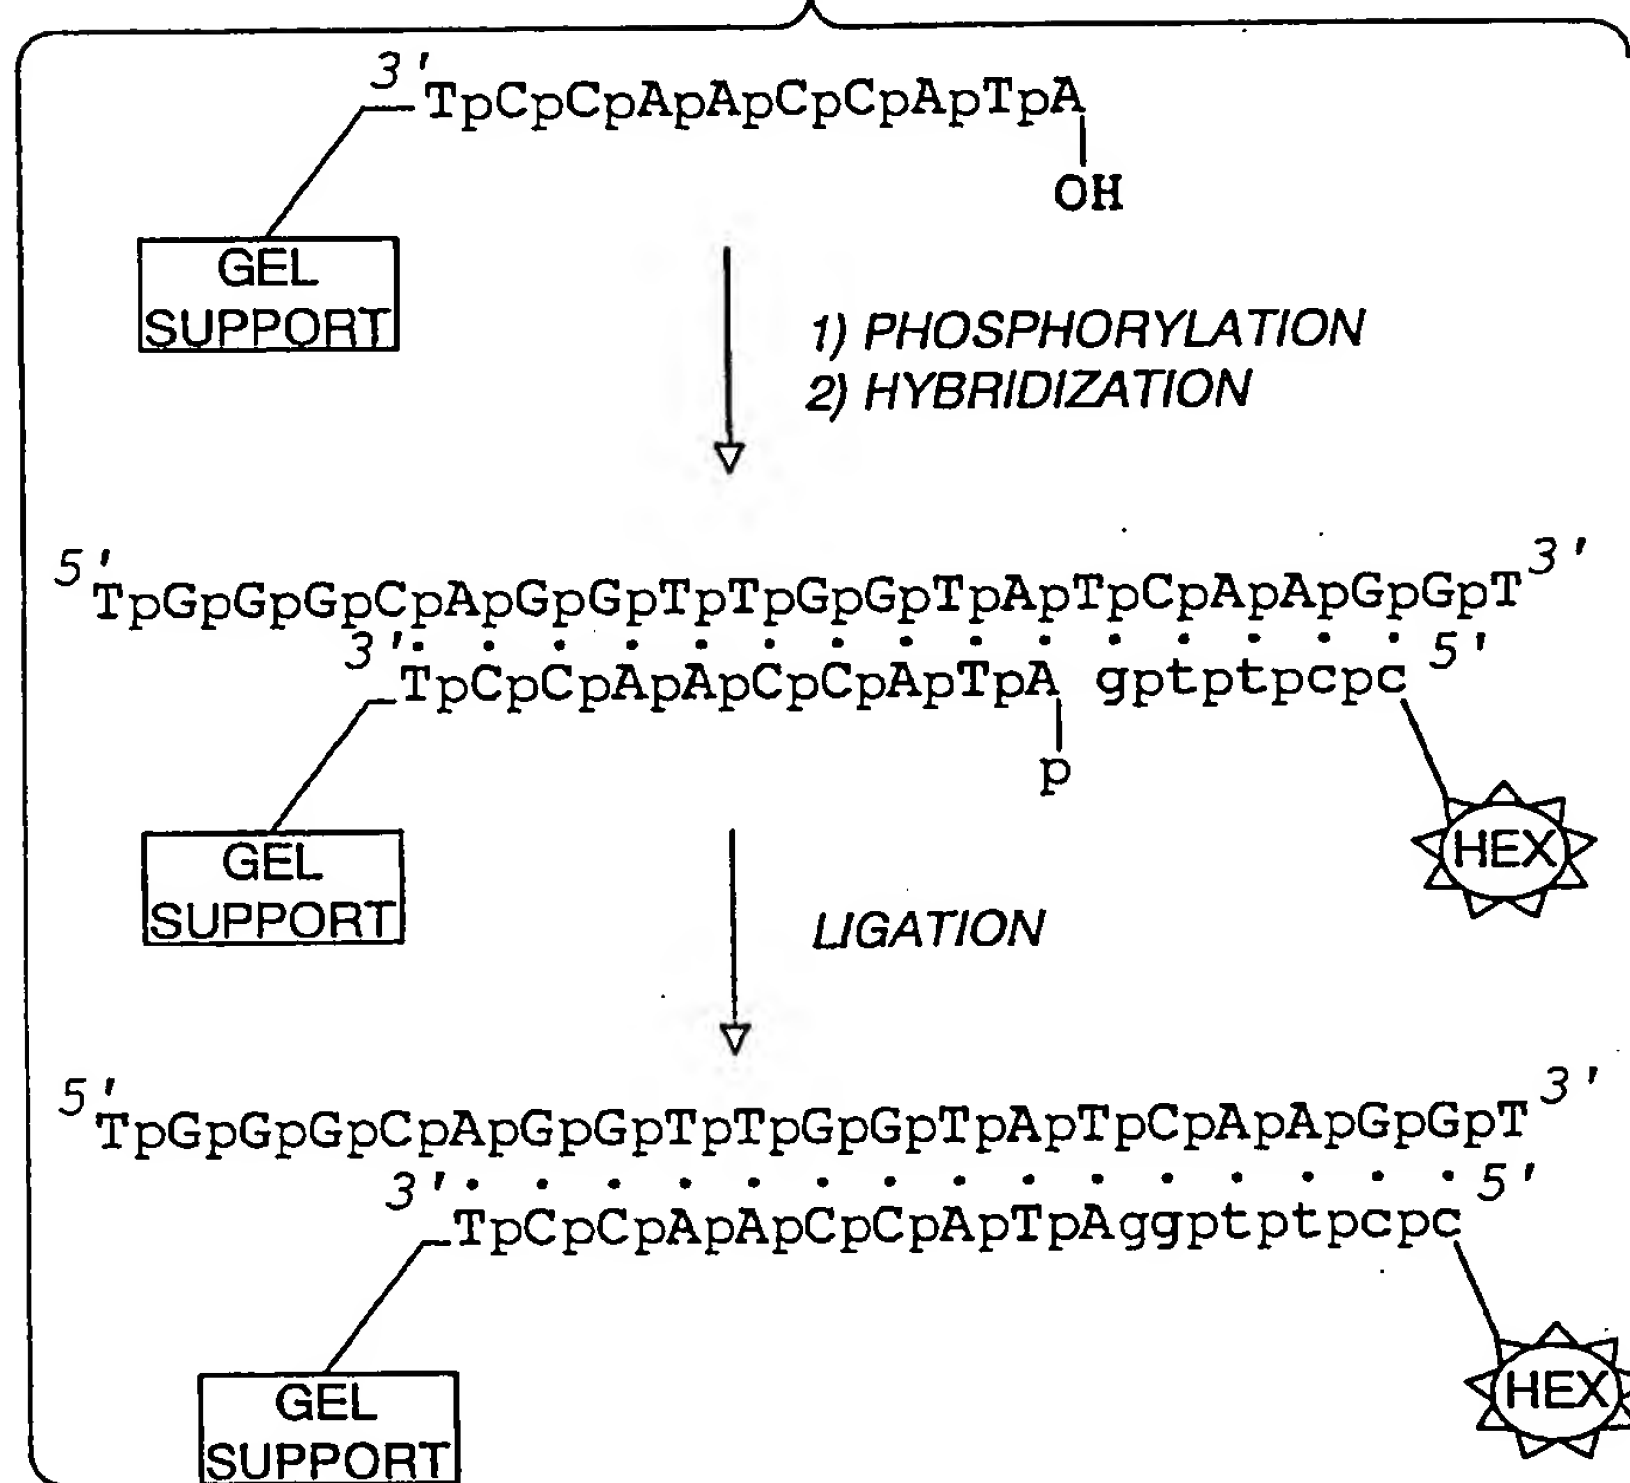 3'
TpCpCpApApCpCpApTpA
OH
GEL
SUPPORT
1) PHOSPHORYLATION
2) HYBRIDIZATION
5' TpGpGpGpCpApGpGpTpTpGpGpTpApTpCpApApGpGpT 3'
3' 5'
TpCpCpApApCpCpApTpA gptptpcpc
p
GEL
SUPPORT
HEX
LIGATION
5' TpGpGpGpCpApGpGpTpTpGpGpTpApTpCpApApGpGpT 3'
3' 5'
TpCpCpApApCpCpApTpAggptptpcpc
GEL
SUPPORT
HEX